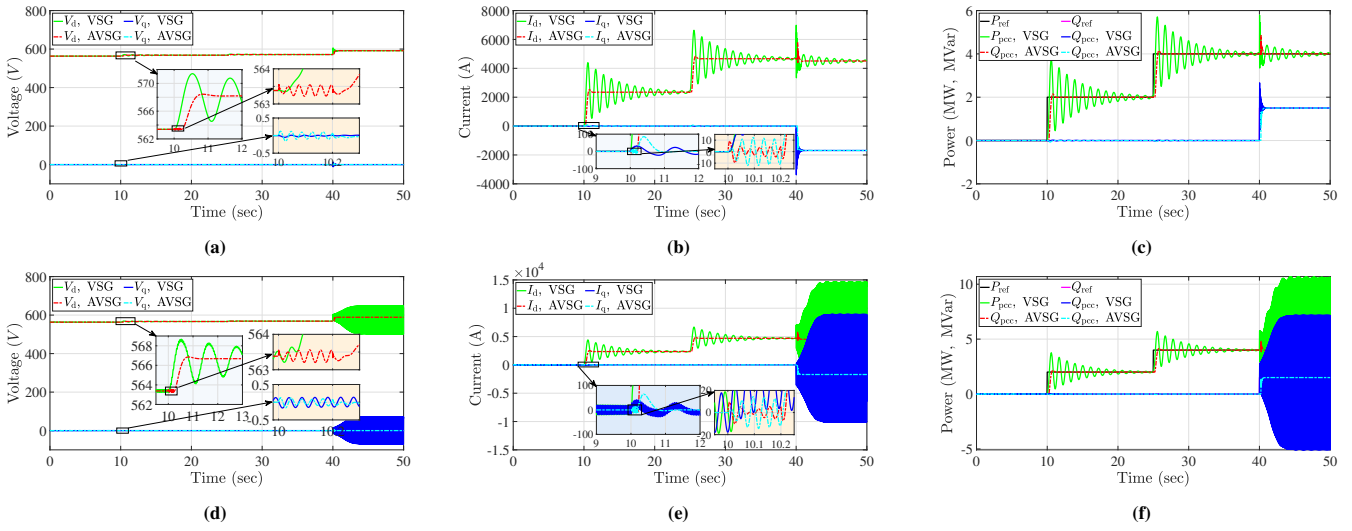 800
600
400
200
0
Voltage (V)
V_d, VSG
V_q, VSG
V_d, AVSG
V_q, AVSG
570
566
562
10
11
12
564
563
0.5
-0.5
10
10.2
0
10
20
30
40
50
Time (sec)
(a)
8000
6000
4000
2000
0
-2000
-4000
Current (A)
I_d, VSG
I_q, VSG
I_d, AVSG
I_q, AVSG
100
0
-100
9
10
11
12
10
0
10
10
10.1
10.2
0
10
20
30
40
50
Time (sec)
(b)
6
4
2
0
-2
Power (MW, MVar)
P_ref
Q_ref
P_pcc, VSG
Q_pcc, VSG
Q_pcc, AVSG
Q_pcc, AVSG
0
10
20
30
40
50
Time (sec)
(c)
800
600
400
200
0
Voltage (V)
V_d, VSG
V_q, VSG
V_d, AVSG
V_q, AVSG
568
566
564
562
10
11
12
13
564
563
0.5
-0.5
10
0
10
20
30
40
50
Time (sec)
(d)
×10⁴
1.5
1
0.5
0
-0.5
-1
-1.5
Current (A)
I_d, VSG
I_q, VSG
I_d, AVSG
I_q, AVSG
100
0
-100
9
10
11
12
20
0
20
10
10.1
10.2
0
10
20
30
40
50
Time (sec)
(e)
10
5
0
-5
Power (MW, MVar)
P_ref
Q_ref
P_pcc, VSG
Q_pcc, VSG
Q_pcc, AVSG
Q_pcc, AVSG
0
10
20
30
40
50
Time (sec)
(f)